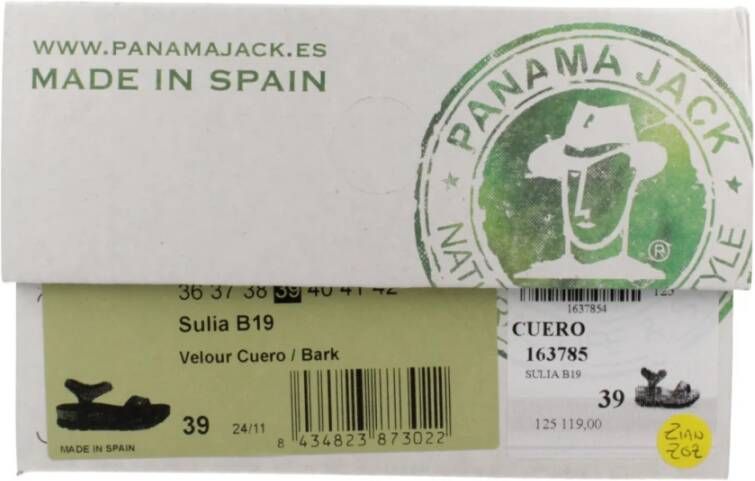 WWW.PANAMAJACK.ES
MADE IN SPAIN
PANAMA JACK
®
36 37 38 39 40 41 42
Sulia B19
Velour Cuero / Bark
39
24/11
8 434823 873022
MADE IN SPAIN
1637854
CUERO
163785
SULIA B19
39
125 119,00